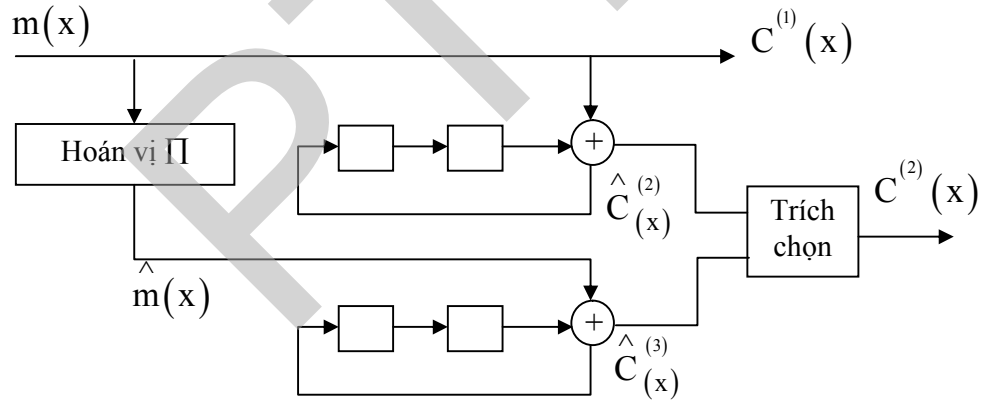 m(x)
C^(1)(x)
Hoán vị Π
+
Ĉ^(2)(x)
Trích
chọn
C^(2)(x)
m̂(x)
+
Ĉ^(3)(x)